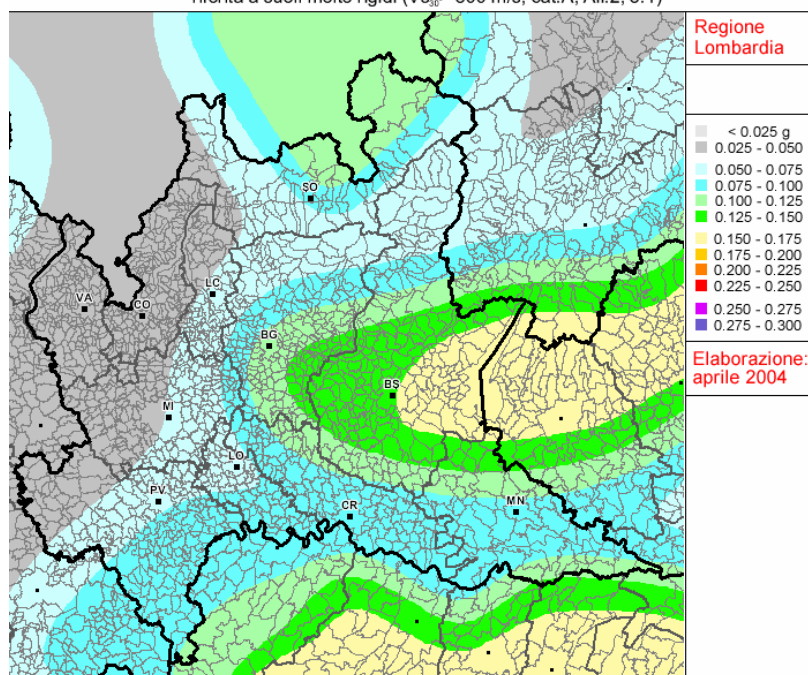 Regione
Lombardia
< 0.025 g
0.025 - 0.050
0.050 - 0.075
0.075 - 0.100
0.100 - 0.125
0.125 - 0.150
0.150 - 0.175
0.175 - 0.200
0.200 - 0.225
0.225 - 0.250
0.250 - 0.275
0.275 - 0.300
Elaborazione:
aprile 2004
SO
LC
VA
CO
BG
BS
MI
LO
PV
CR
MN